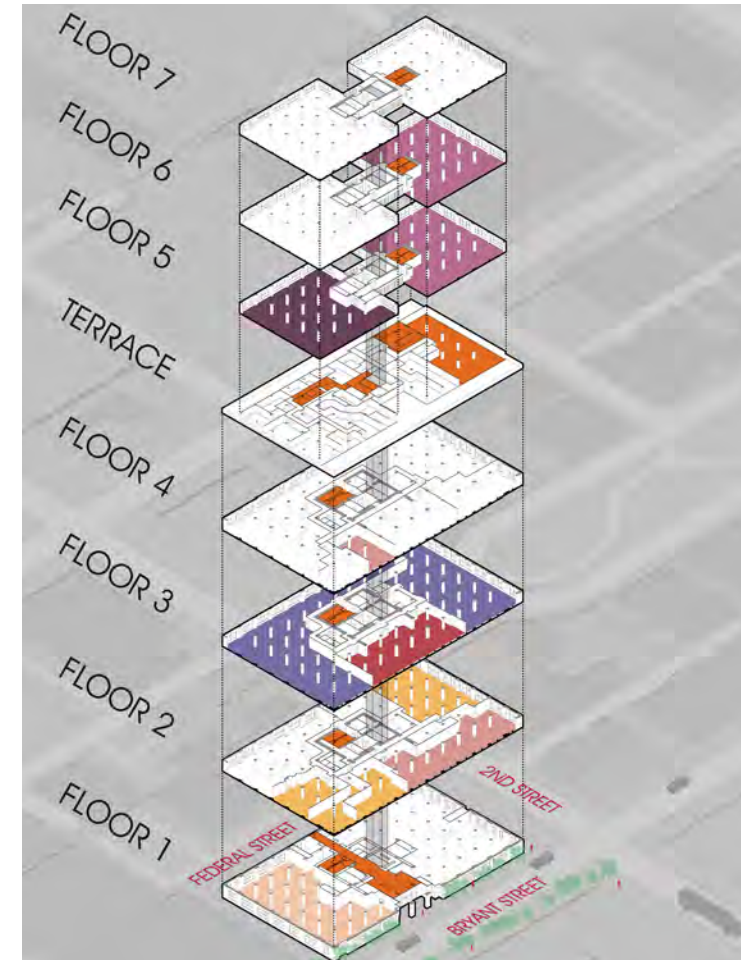 FLOOR 7
FLOOR 6
FLOOR 5
TERRACE
FLOOR 4
FLOOR 3
FLOOR 2
2ND STREET
FLOOR 1
FEDERAL STREET
BRYANT STREET